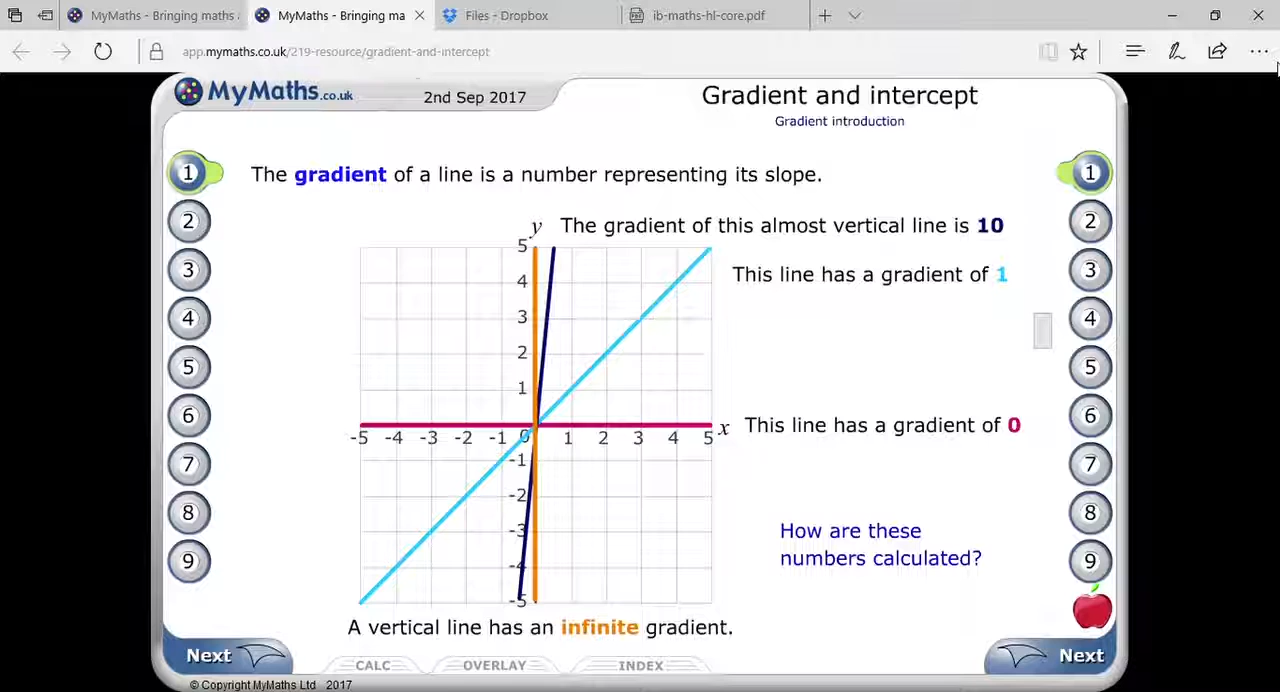 MyMaths - Bringing maths
MyMaths - Bringing ma
Files - Dropbox
ib-maths-hl-core.pdf
app.mymaths.co.uk/219-resource/gradient-and-intercept
MyMaths.co.uk
2nd Sep 2017
Gradient and intercept
Gradient introduction
The gradient of a line is a number representing its slope.
y
The gradient of this almost vertical line is 10
This line has a gradient of 1
5
4
3
2
1
-5 -4 -3 -2 -1 0 1 2 3 4 5 x
This line has a gradient of 0
-1
-2
-3
-4
-5
How are these
numbers calculated?
A vertical line has an infinite gradient.
1
2
3
4
5
6
7
8
9
1
2
3
4
5
6
7
8
9
Next
CALC
OVERLAY
INDEX
Next
© Copyright MyMaths Ltd 2017